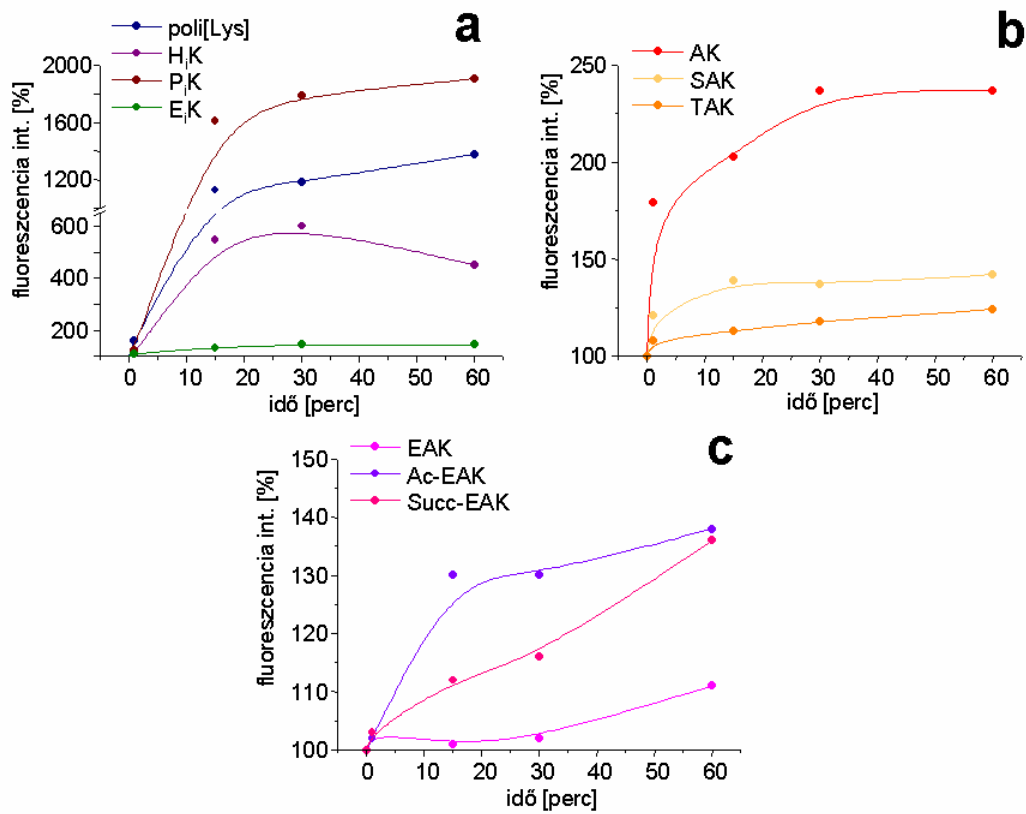 a
poli[Lys]
HᵢK
PᵢK
EᵢK
fluoreszcencia int. [%]
2000
1600
1200
600
400
200
0 10 20 30 40 50 60
idő [perc]
b
AK
SAK
TAK
fluoreszcencia int. [%]
250
200
150
100
0 10 20 30 40 50 60
idő [perc]
c
EAK
Ac-EAK
Succ-EAK
fluoreszcencia int. [%]
150
140
130
120
110
100
0 10 20 30 40 50 60
idő [perc]